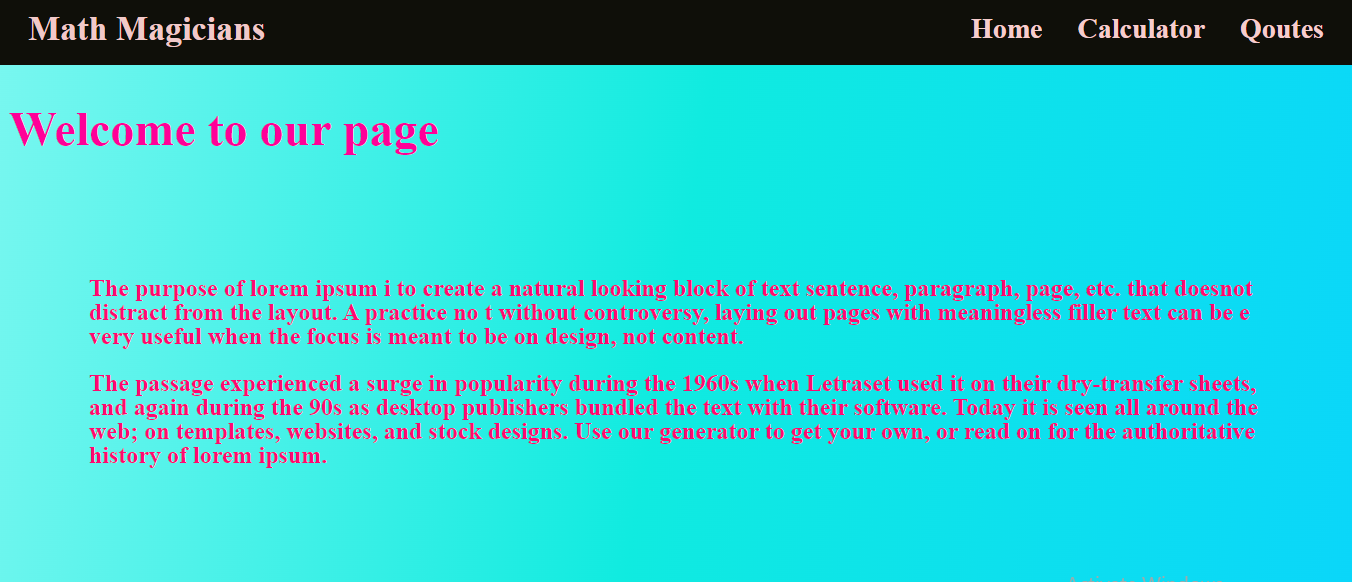 Math Magicians
Home Calculator Qoutes
Welcome to our page
The purpose of lorem ipsum i to create a natural looking block of text sentence, paragraph, page, etc. that doesnot
distract from the layout. A practice no t without controversy, laying out pages with meaningless filler text can be e
very useful when the focus is meant to be on design, not content.
The passage experienced a surge in popularity during the 1960s when Letraset used it on their dry-transfer sheets,
and again during the 90s as desktop publishers bundled the text with their software. Today it is seen all around the
web; on templates, websites, and stock designs. Use our generator to get your own, or read on for the authoritative
history of lorem ipsum.